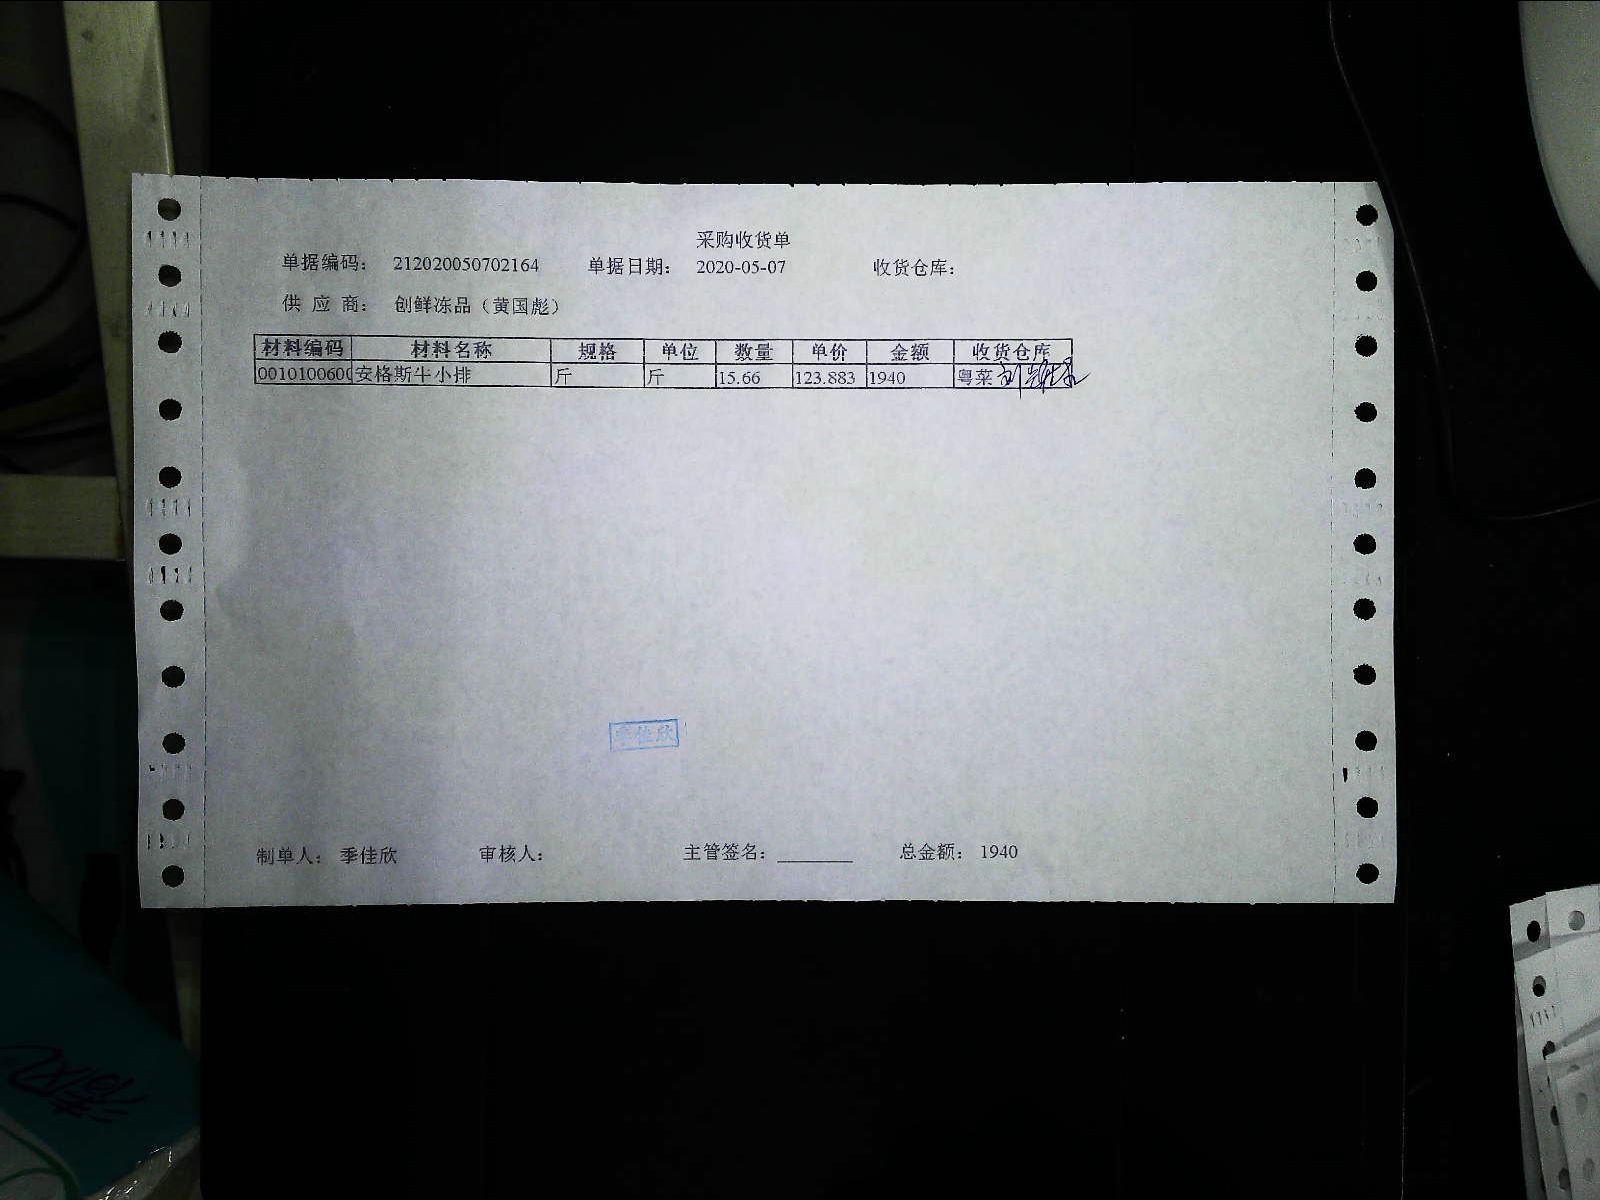 采购收货单
单据编码： 212020050702164 单据日期： 2020-05-07 收货仓库：
供 应 商： 创鲜冻品（黄国彪）
材料编码 材料名称 规格 单位 数量 单价 金额 收货仓库
0010100600 安格斯牛小排 斤 斤 15.66 123.883 1940 粤菜
季佳欣
制单人： 季佳欣 审核人： 主管签名： 总金额： 1940